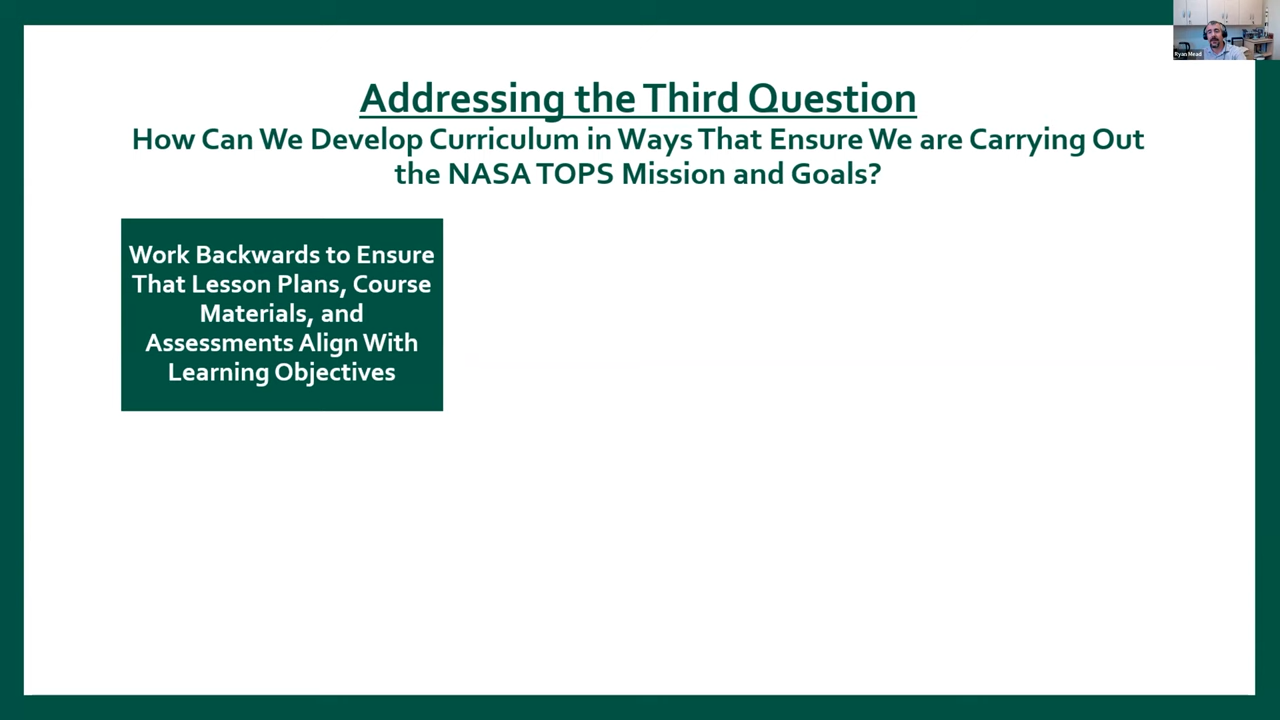 Addressing the Third Question
How Can We Develop Curriculum in Ways That Ensure We are Carrying Out
the NASA TOPS Mission and Goals?
Work Backwards to Ensure
That Lesson Plans, Course
Materials, and
Assessments Align With
Learning Objectives
Ryan Mead